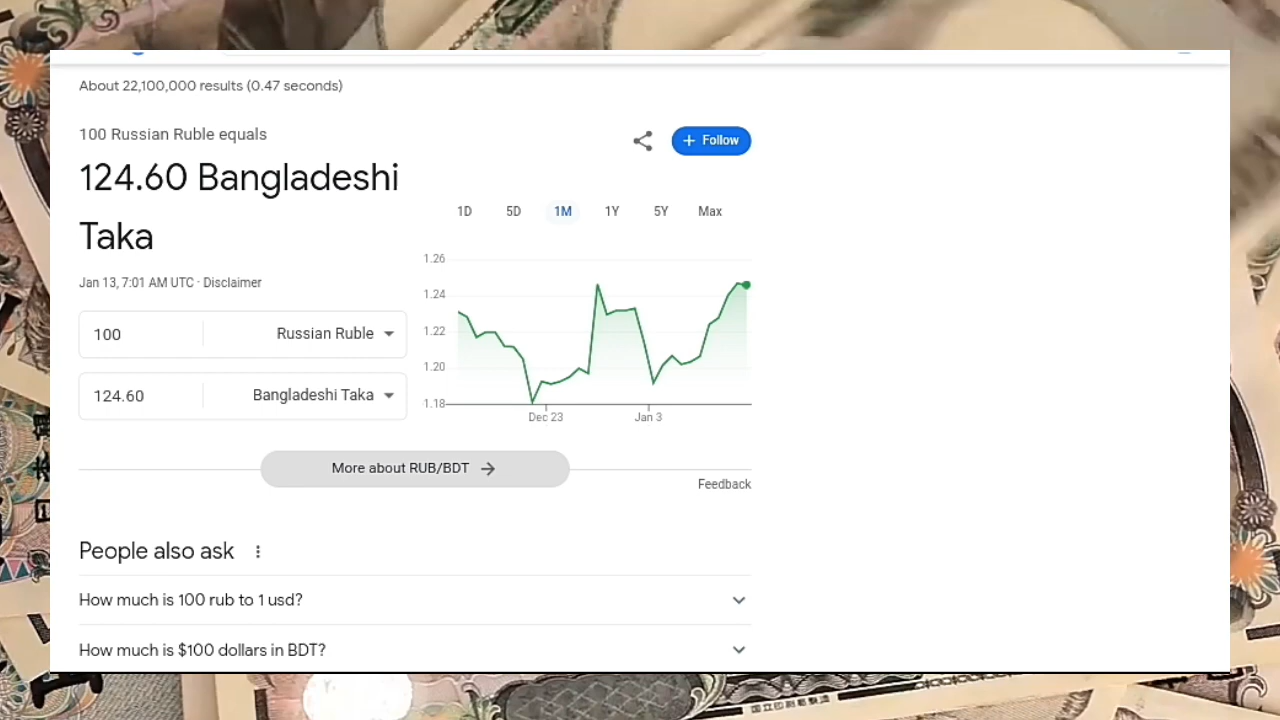 About 22,100,000 results (0.47 seconds)
100 Russian Ruble equals
124.60 Bangladeshi
Taka
Jan 13, 7:01 AM UTC · Disclaimer
100 Russian Ruble
124.60 Bangladeshi Taka
+ Follow
1D 5D 1M 1Y 5Y Max
1.26
1.24
1.22
1.20
1.18
Dec 23 Jan 3
More about RUB/BDT →
Feedback
People also ask
How much is 100 rub to 1 usd?
How much is $100 dollars in BDT?